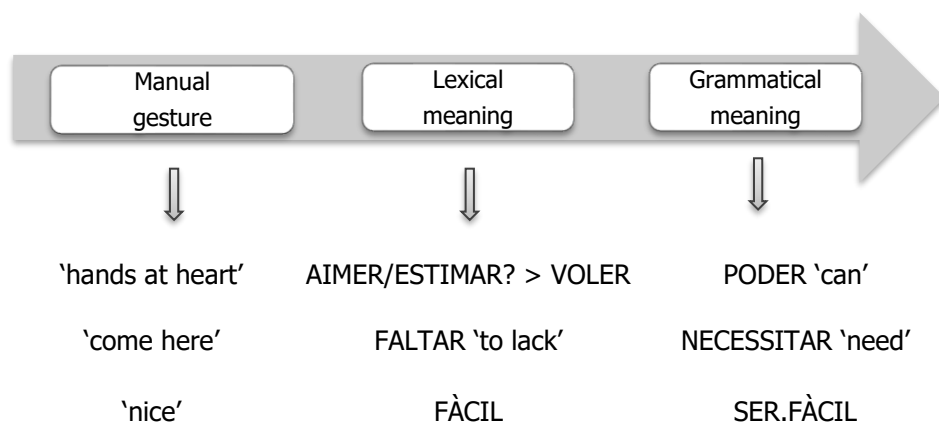 Manual
gesture
Lexical
meaning
Grammatical
meaning
‘hands at heart’ AIMER/ESTIMAR? > VOLER PODER ‘can’
‘come here’ FALTAR ‘to lack’ NECESSITAR ‘need’
‘nice’ FÀCIL SER.FÀCIL